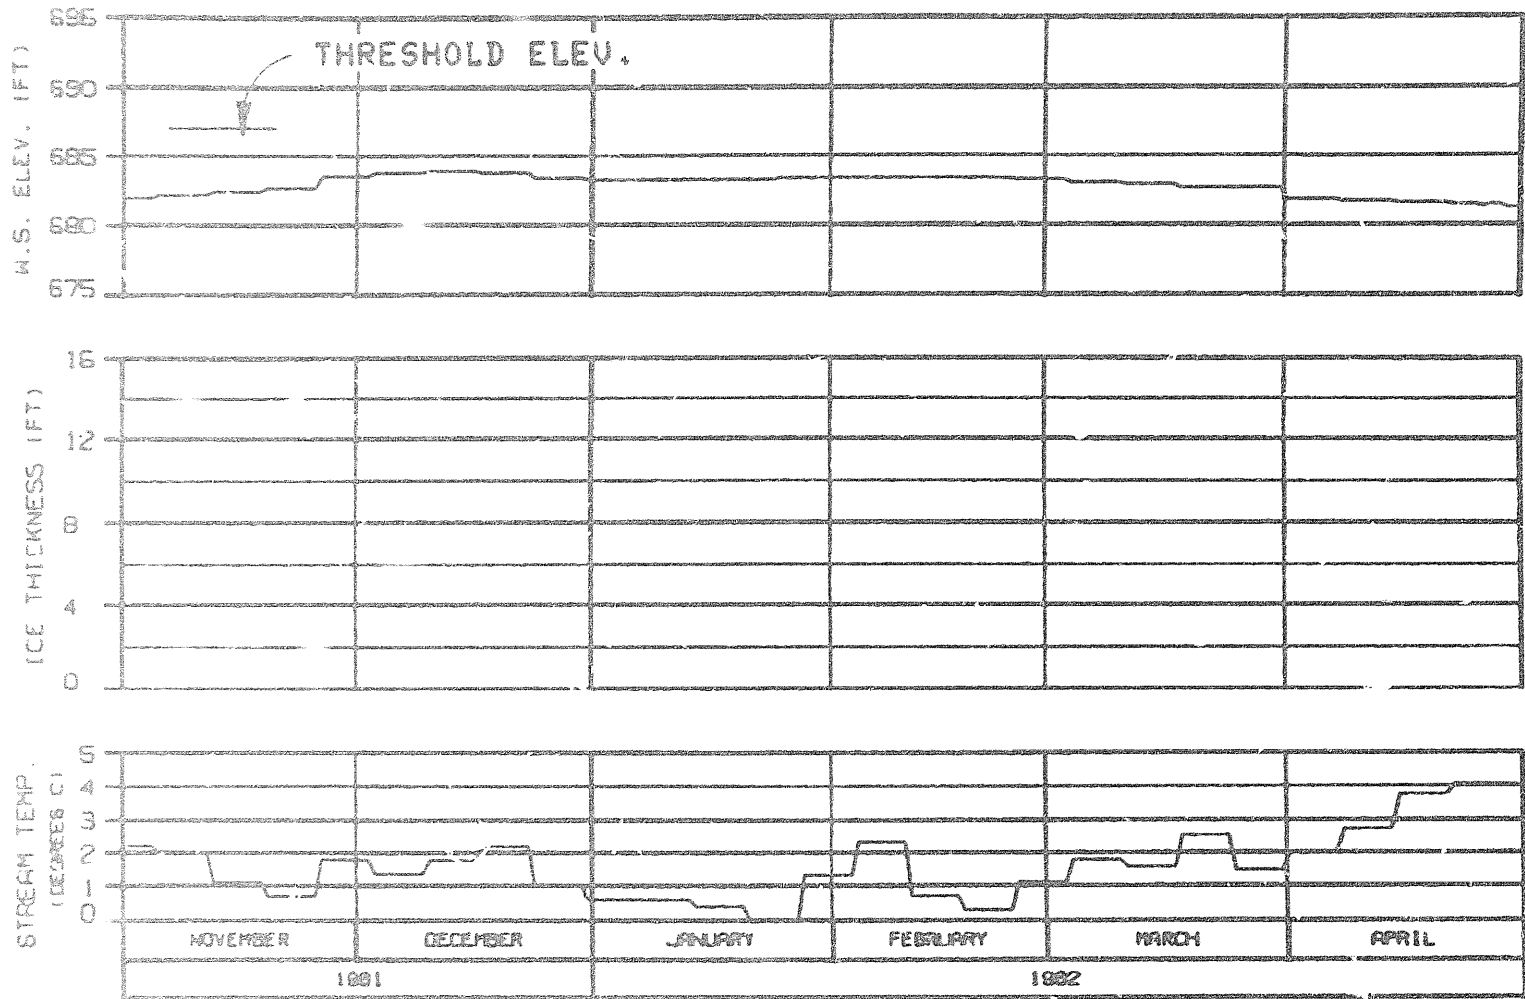 W.S. ELEV. (FT)
695
690
685
680
675
THRESHOLD ELEV.
ICE THICKNESS (FT)
16
12
8
4
0
STREAM TEMP.
(DEGREES C)
5
4
3
2
1
0
NOVEMBER DECEMBER JANUARY FEBRUARY MARCH APRIL
1981 1982